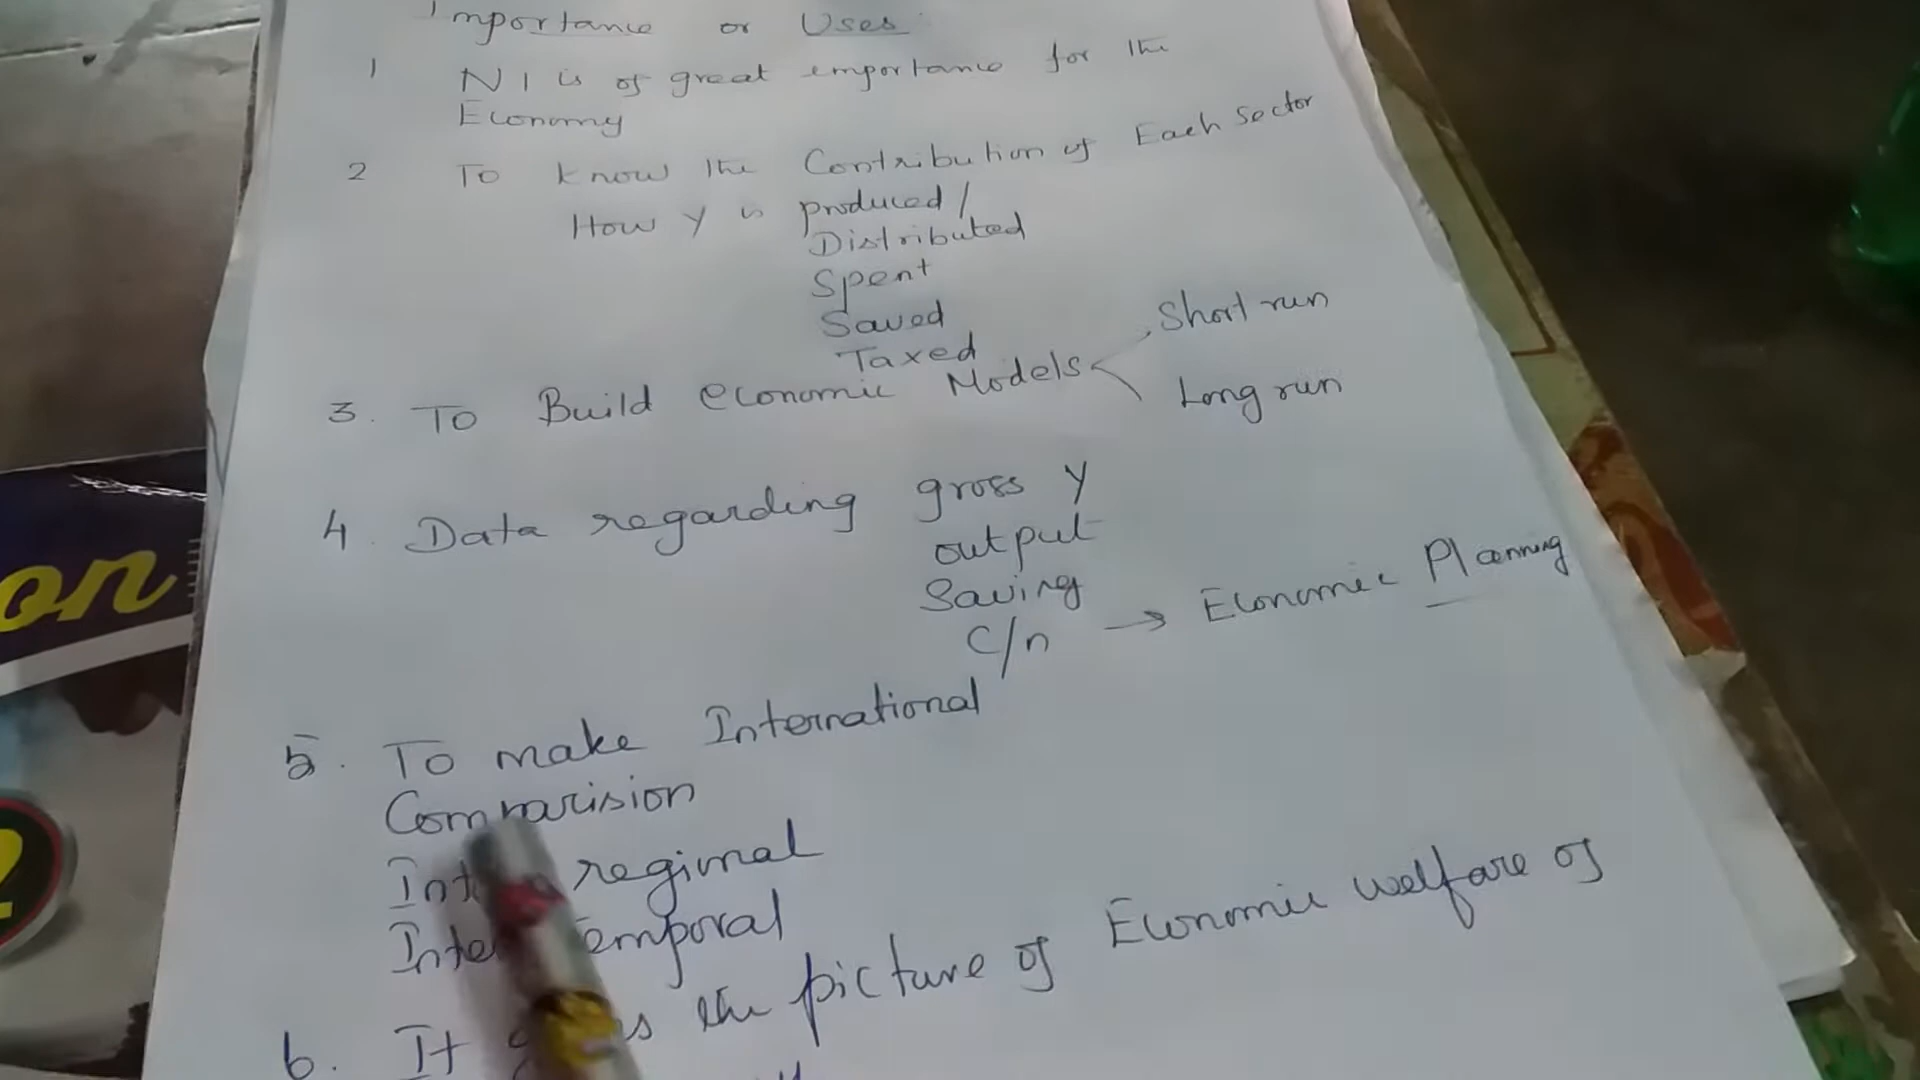 Importance or Uses
1 NI is of great importance for the
Economy
2 To know the Contribution of Each Sector
How Y is produced /
Distributed
Spent
Saved
Taxed
3. To Build economic Models Short run
Long run
4. Data regarding gross Y
output
Saving
C/n → Economic Planning
5. To make International
Comparision
regional
temporal
6. It the picture of Economic welfare of
on
2